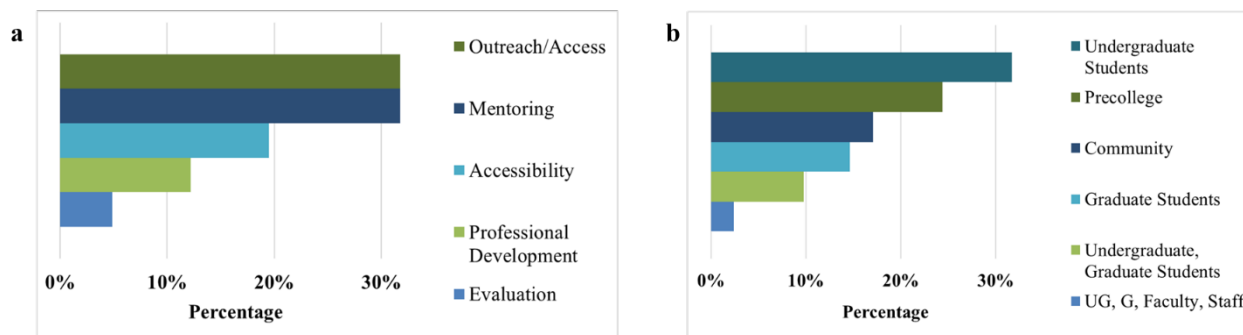 a
Outreach/Access
Mentoring
Accessibility
Professional
Development
Evaluation
0%
10%
20%
30%
Percentage
b
Undergraduate
Students
Precollege
Community
Graduate Students
Undergraduate,
Graduate Students
UG, G, Faculty, Staff
0%
10%
20%
30%
Percentage